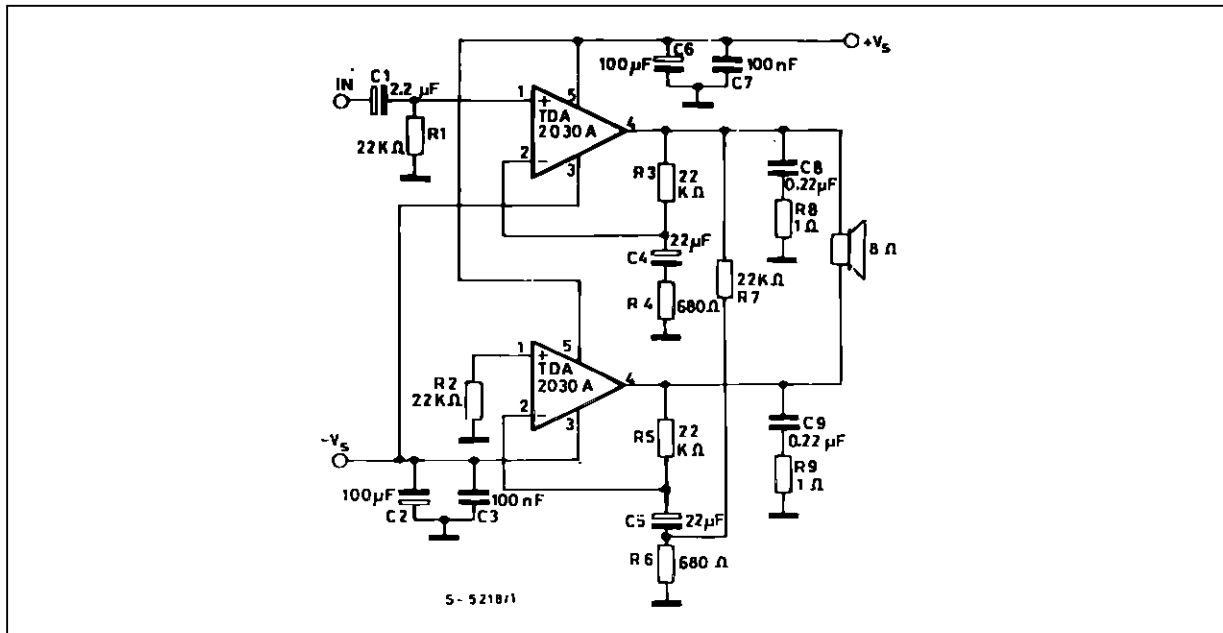 C6
100µF
100nF
C7
+Vs
IN
C1
2.2 µF
1
5
+
TDA
2030A
4
2
−
3
22KΩ
R1
R3
22
KΩ
22µF
C4
R4
680Ω
22KΩ
R7
C8
0.22µF
R8
1Ω
8 Ω
R2
22KΩ
1
5
+
TDA
2030A
4
2
−
3
-Vs
100µF
C2
100nF
C3
R5
22
KΩ
C5
22µF
R6
680 Ω
C9
0.22 µF
R9
1Ω
S-5218/1